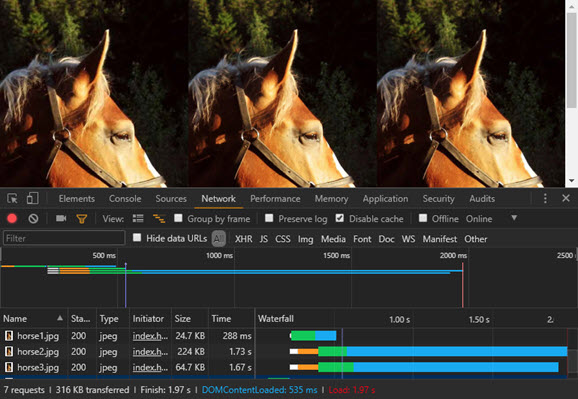 Elements Console Sources Network Performance Memory Application Security Audits
View: Group by frame Preserve log Disable cache Offline Online
Filter Hide data URLs All XHR JS CSS Img Media Font Doc WS Manifest Other
500 ms 1000 ms 1500 ms 2000 ms 2500
Name Sta... Type Initiator Size Time Waterfall 1.00 s 1.50 s 2.
horse1.jpg 200 jpeg index.h... 24.7 KB 288 ms
horse2.jpg 200 jpeg index.h... 224 KB 1.73 s
horse3.jpg 200 jpeg index.h... 64.7 KB 1.67 s
7 requests | 316 KB transferred | Finish: 1.97 s | DOMContentLoaded: 535 ms | Load: 1.97 s